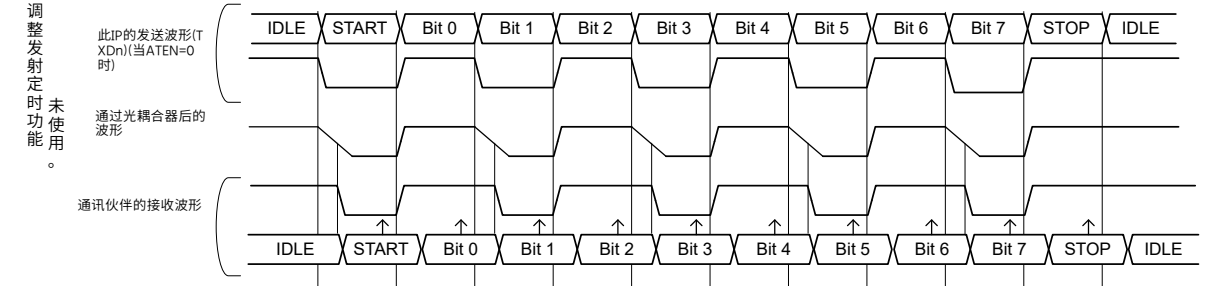 调整发射定时功能
未使用。
此IP的发送波形(T
XDn)(当ATEN=0
时)
IDLE START Bit 0 Bit 1 Bit 2 Bit 3 Bit 4 Bit 5 Bit 6 Bit 7 STOP IDLE
通过光耦合器后的
波形
通讯伙伴的接收波形
IDLE START Bit 0 Bit 1 Bit 2 Bit 3 Bit 4 Bit 5 Bit 6 Bit 7 STOP IDLE